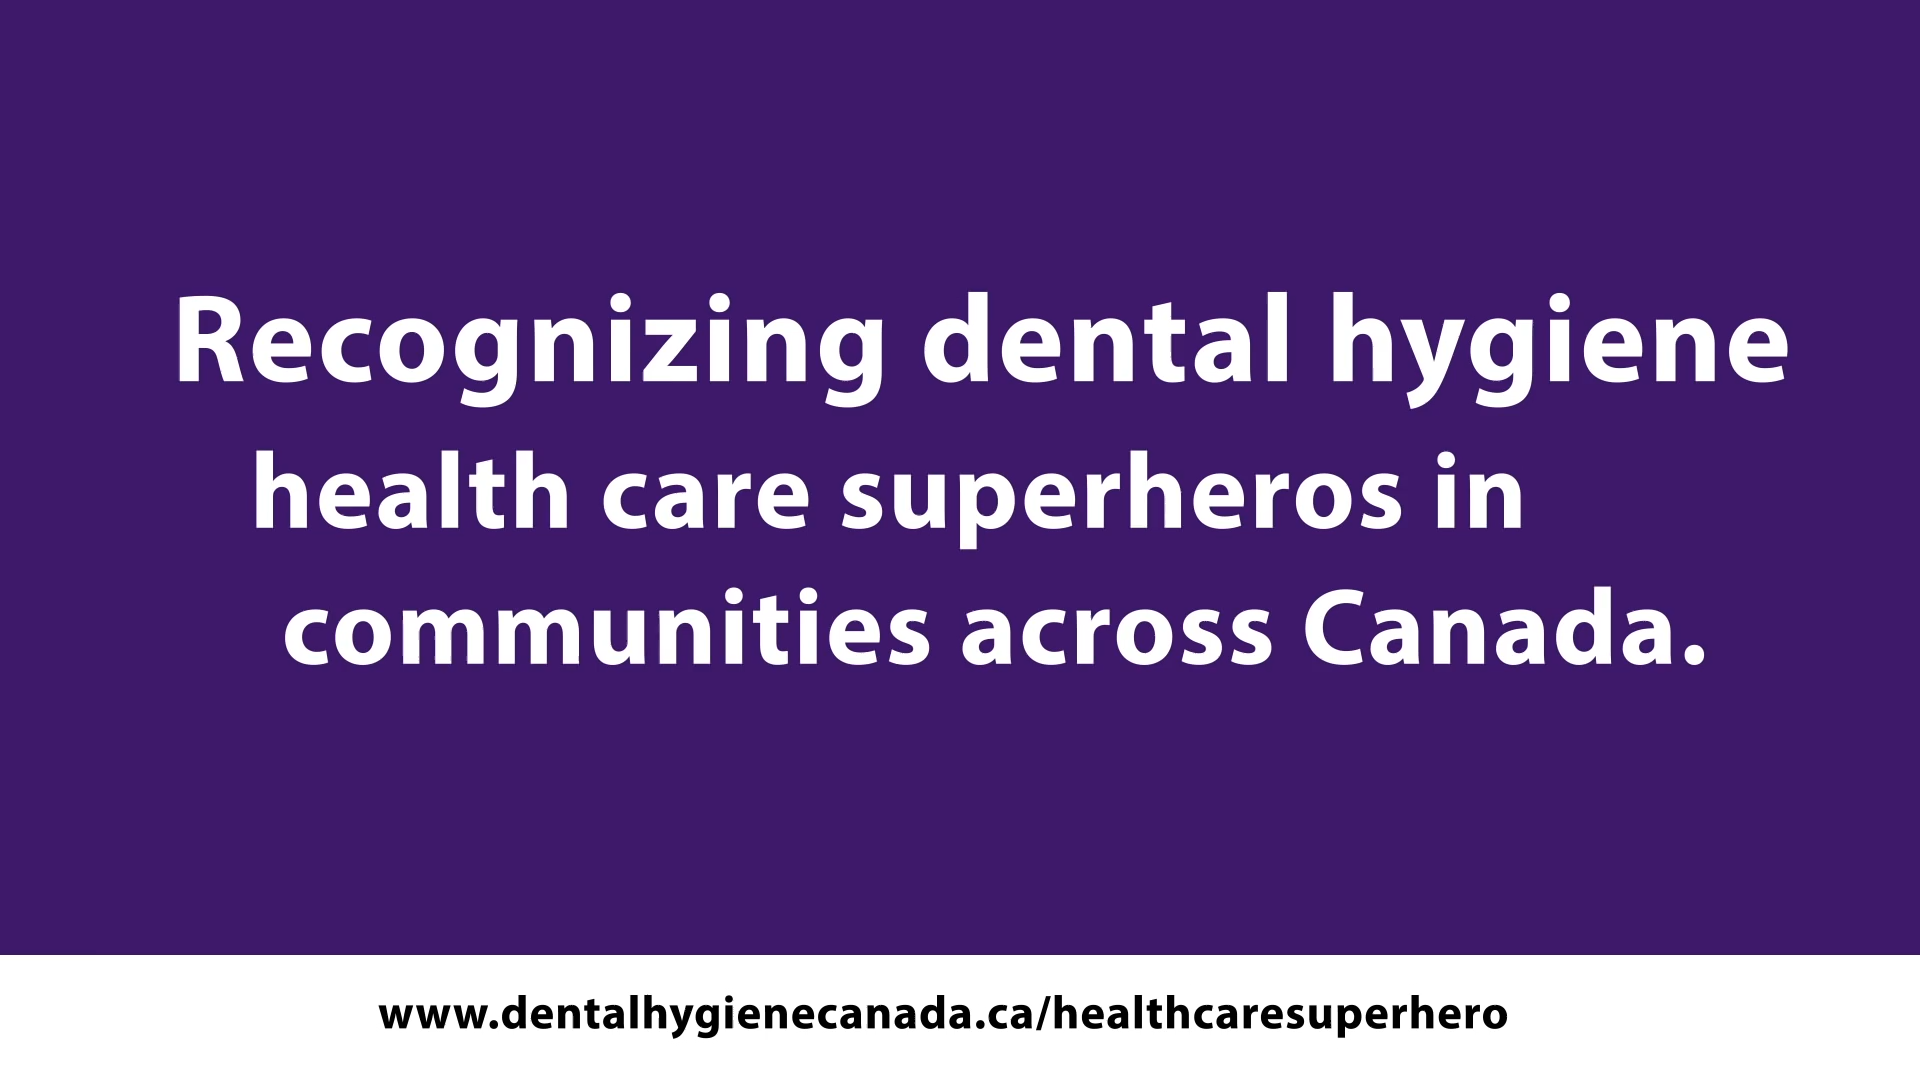 Recognizing dental hygiene
health care superheros in
communities across Canada.
www.dentalhygienecanada.ca/healthcaresuperhero